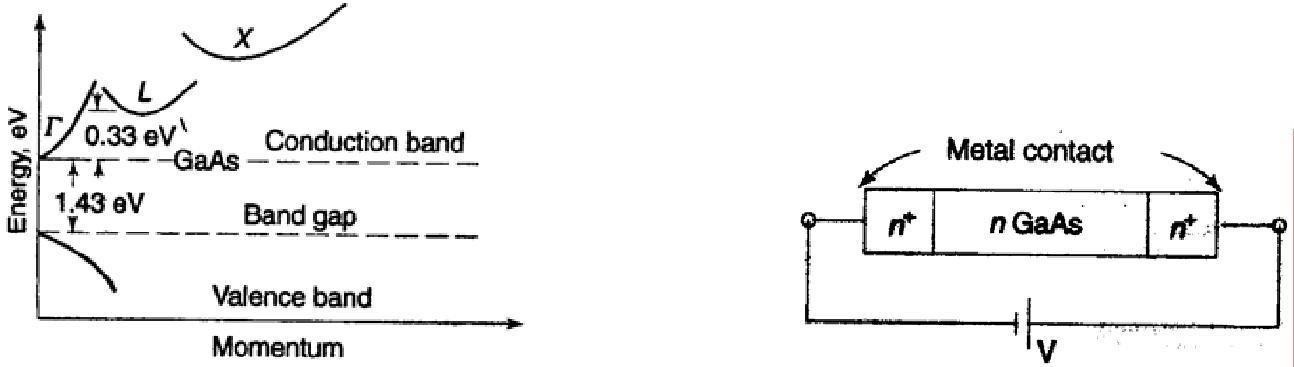 X
L
Γ
0.33 eV
Conduction band
GaAs
1.43 eV
Band gap
Energy, eV
Valence band
Momentum
Metal contact
n⁺
n GaAs
n⁺
V